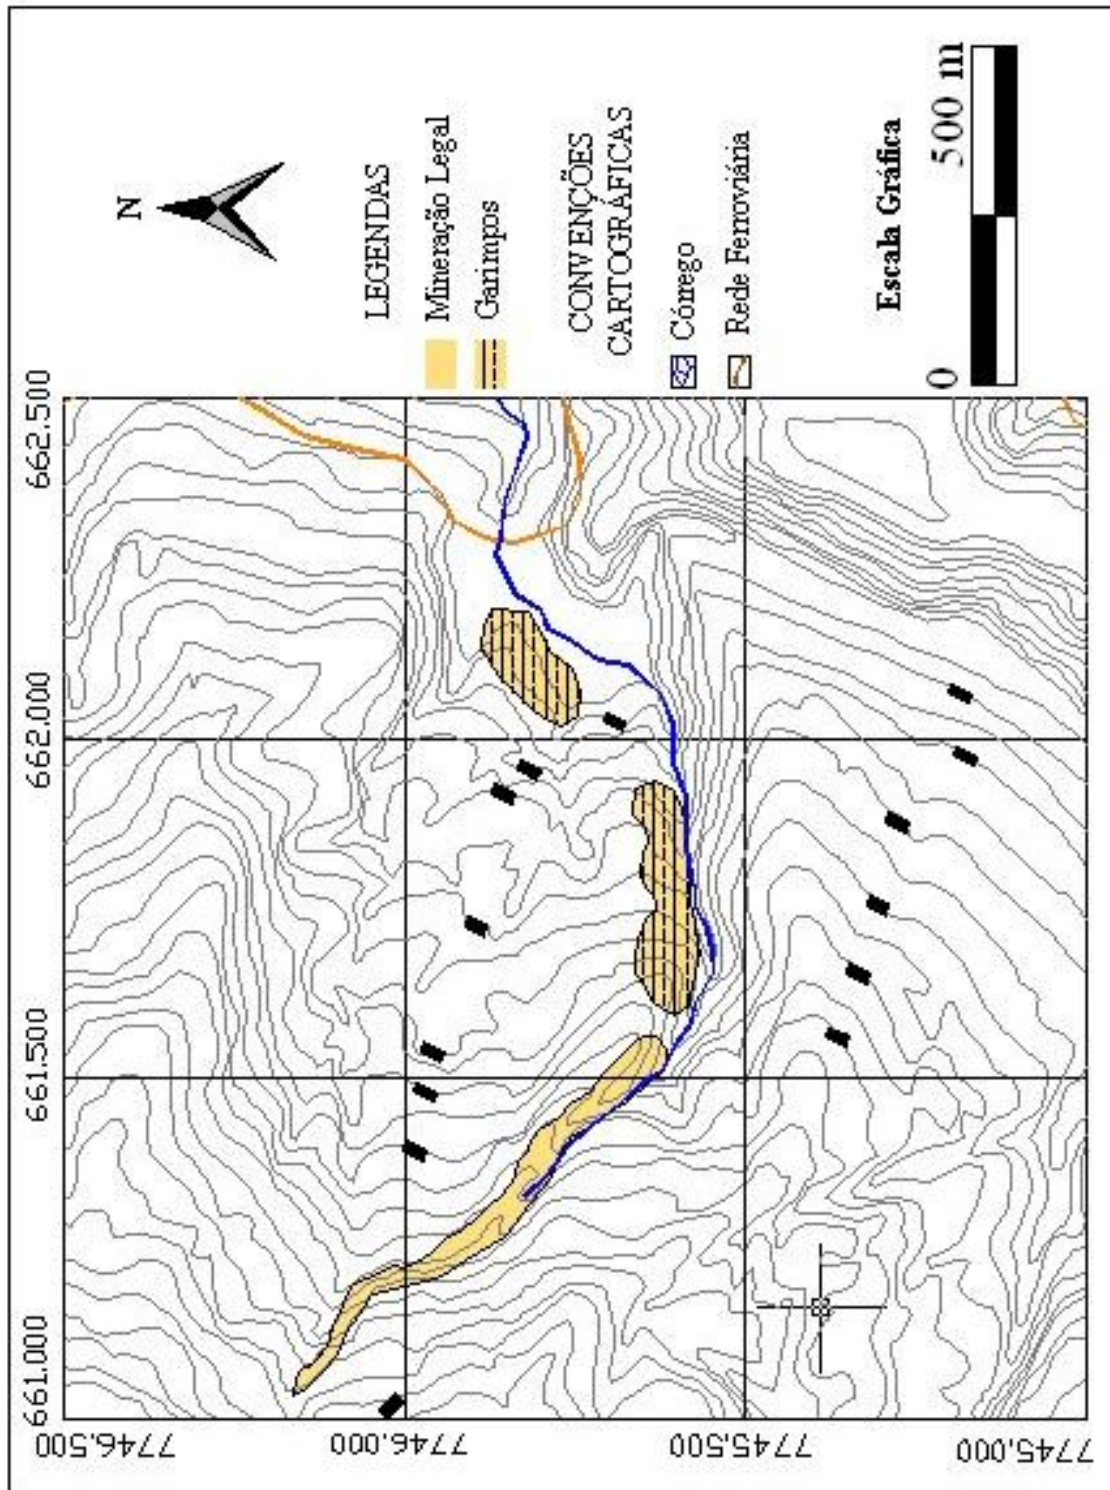 N
LEGENDAS
Mineração Legal
Garimpos
CONVENÇÕES
CARTOGRÁFICAS
Córrego
Rede Ferroviária
Escala Gráfica
0 500 m
661.000 661.500 662.000 662.500
7746.500
7746.000
7745.500
7745.000